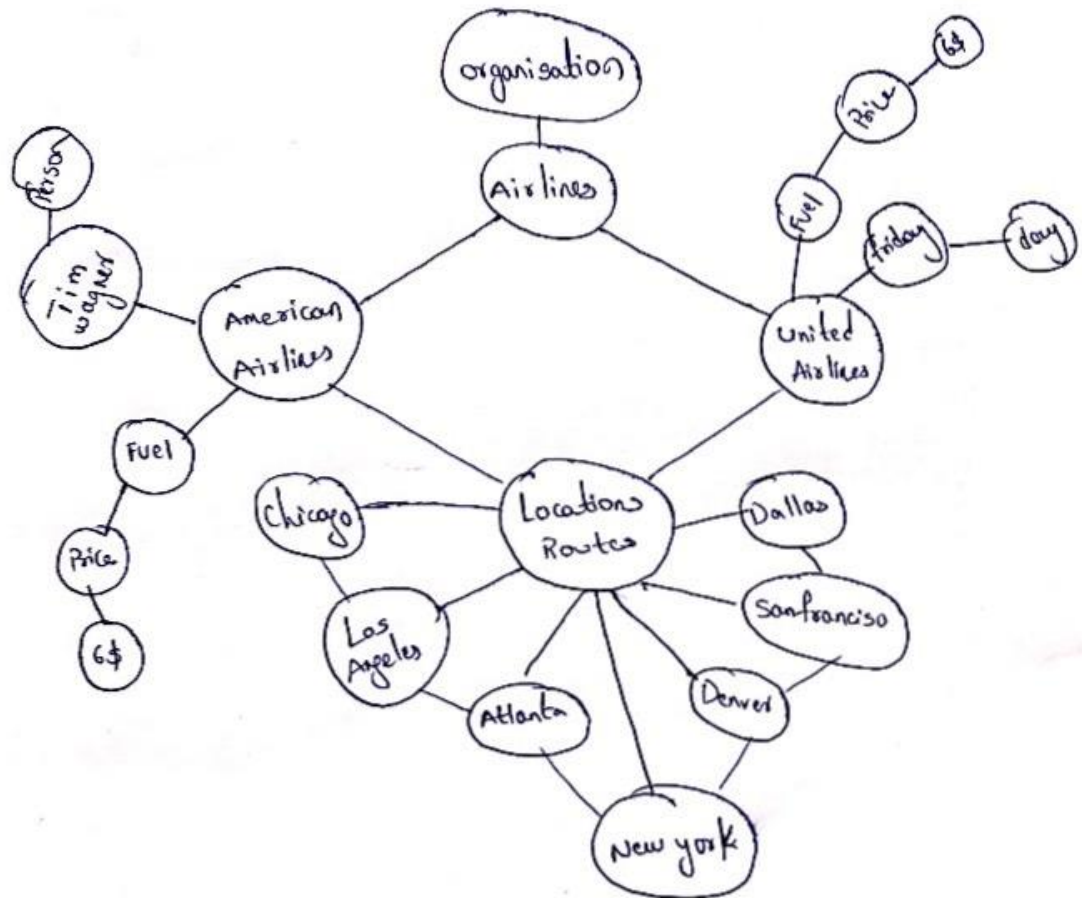 Organisation
Airlines
6$
Price
Fuel
Friday
day
Person
Tim
Wagner
American
Airlines
United
Airlines
Fuel
Price
6$
Locations
Routes
Chicago
Dallas
Los
Angeles
Sanfranciso
Atlanta
Denver
New york